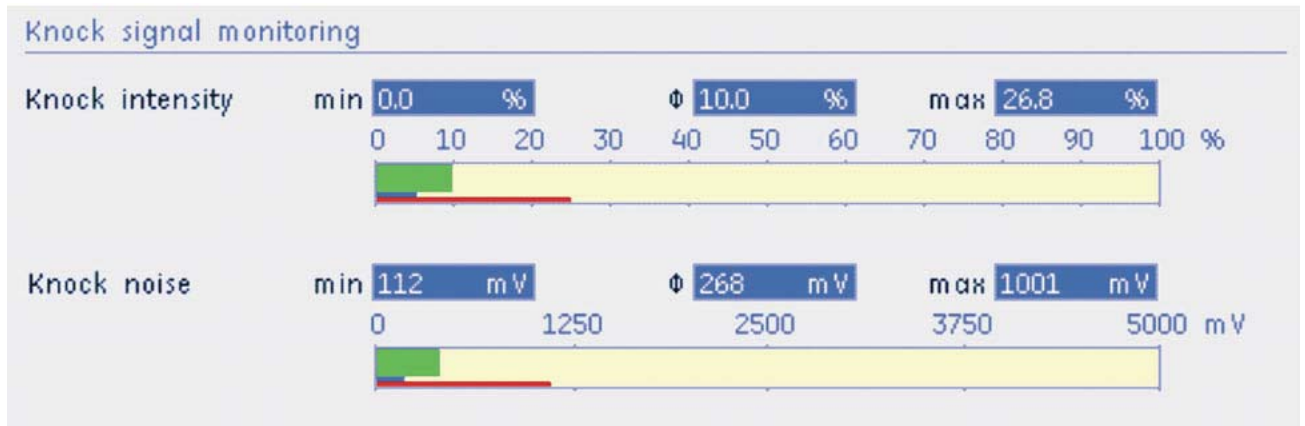 Knock signal monitoring
Knock intensity min 0.0 % Φ 10.0 % max 26.8 %
0 10 20 30 40 50 60 70 80 90 100 %
Knock noise min 112 mV Φ 268 mV max 1001 mV
0 1250 2500 3750 5000 mV